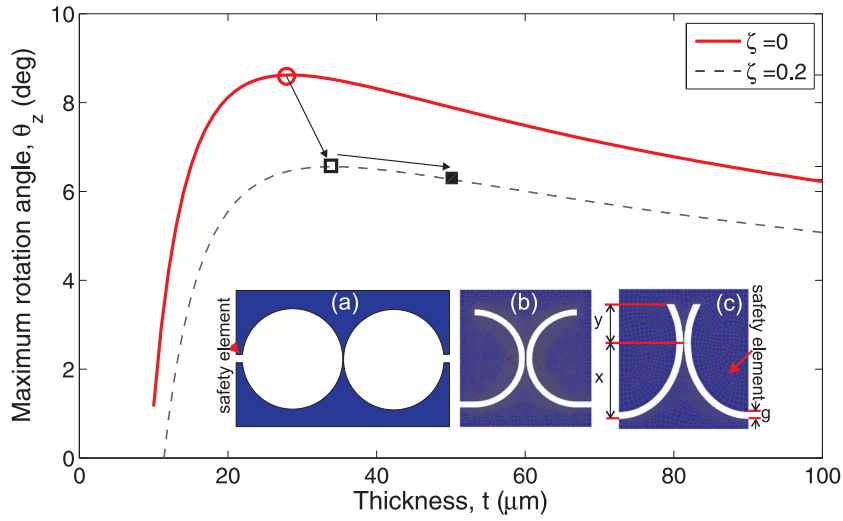 10
8
6
4
2
0
Maximum rotation angle, θz (deg)
ζ=0
ζ=0.2
(a)
safety element
(b)
(c)
y
x
safety element
g
0
20
40
60
80
100
Thickness, t (μm)